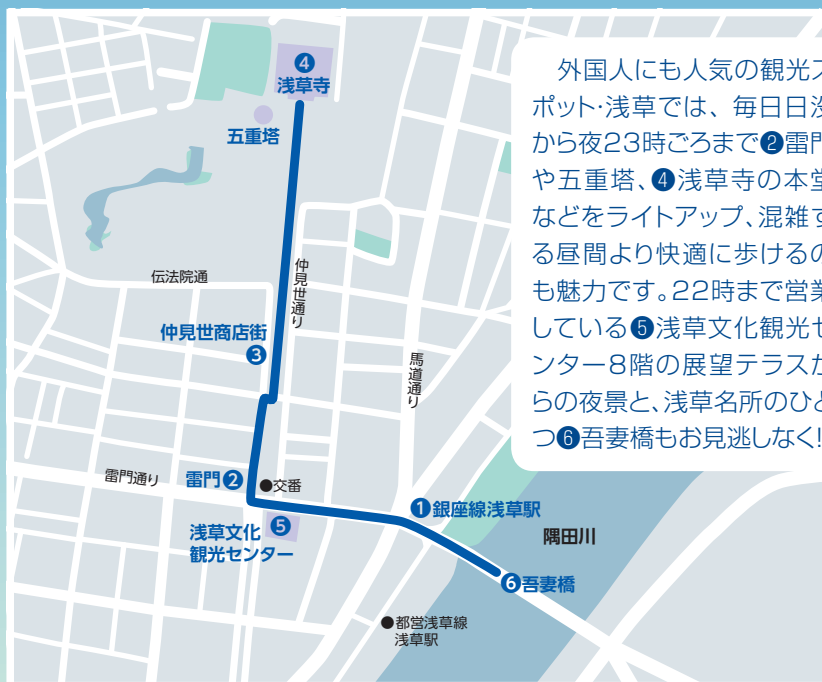 ❹
浅草寺
五重塔
外国人にも人気の観光ス
ポット・浅草では、毎日日没
から夜23時ごろまで❷雷門
や五重塔、❹浅草寺の本堂
などをライトアップ、混雑す
る昼間より快適に歩けるの
も魅力です。22時まで営業
している❺浅草文化観光セ
ンター8階の展望テラスか
らの夜景と、浅草名所のひと
つ❻吾妻橋もお見逃しなく!
伝法院通
仲見世通り
仲見世商店街
❸
馬道通り
雷門通り
雷門❷
●交番
❶銀座線浅草駅
浅草文化
観光センター
❺
隅田川
❻吾妻橋
●都営浅草線
浅草駅